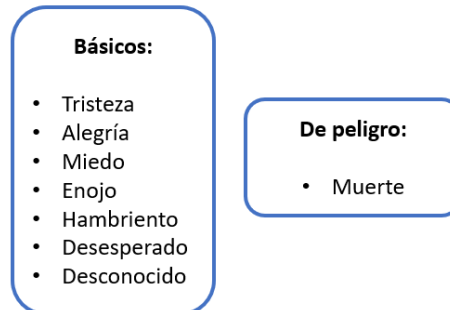 Básicos:
• Tristeza
• Alegría
• Miedo
• Enojo
• Hambriento
• Desesperado
• Desconocido
De peligro:
• Muerte